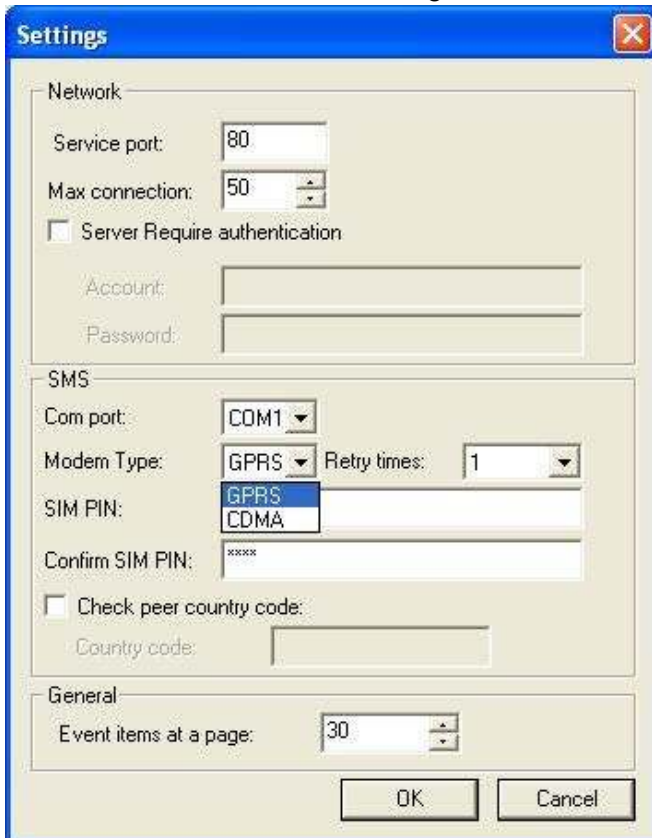 Settings
Network
Service port: 80
Max connection: 50
Server Require authentication
Account:
Password:
SMS
Com port: COM1
Modem Type: GPRS Retry times: 1
GPRS
SIM PIN:
CDMA
Confirm SIM PIN: ****
Check peer country code:
Country code:
General
Event items at a page: 30
OK Cancel